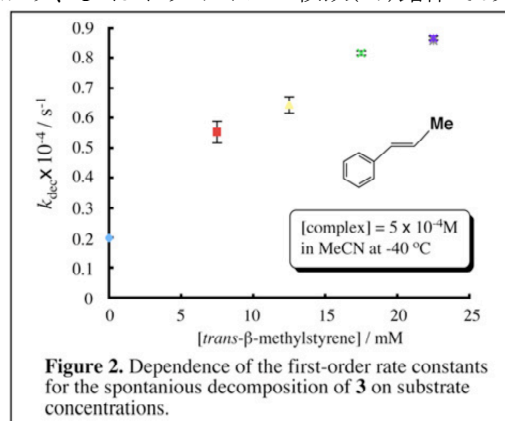 0.9
0.8
0.7
0.6
0.5
0.4
0.3
0.2
0.1
0
k_dec x 10⁻⁴ / s⁻¹
Me
[complex] = 5 x 10⁻⁴M
in MeCN at -40 °C
0 5 10 15 20 25
[trans-β-methylstyrene] / mM
Figure 2. Dependence of the first-order rate constants
for the spontanious decomposition of 3 on substrate
concentrations.